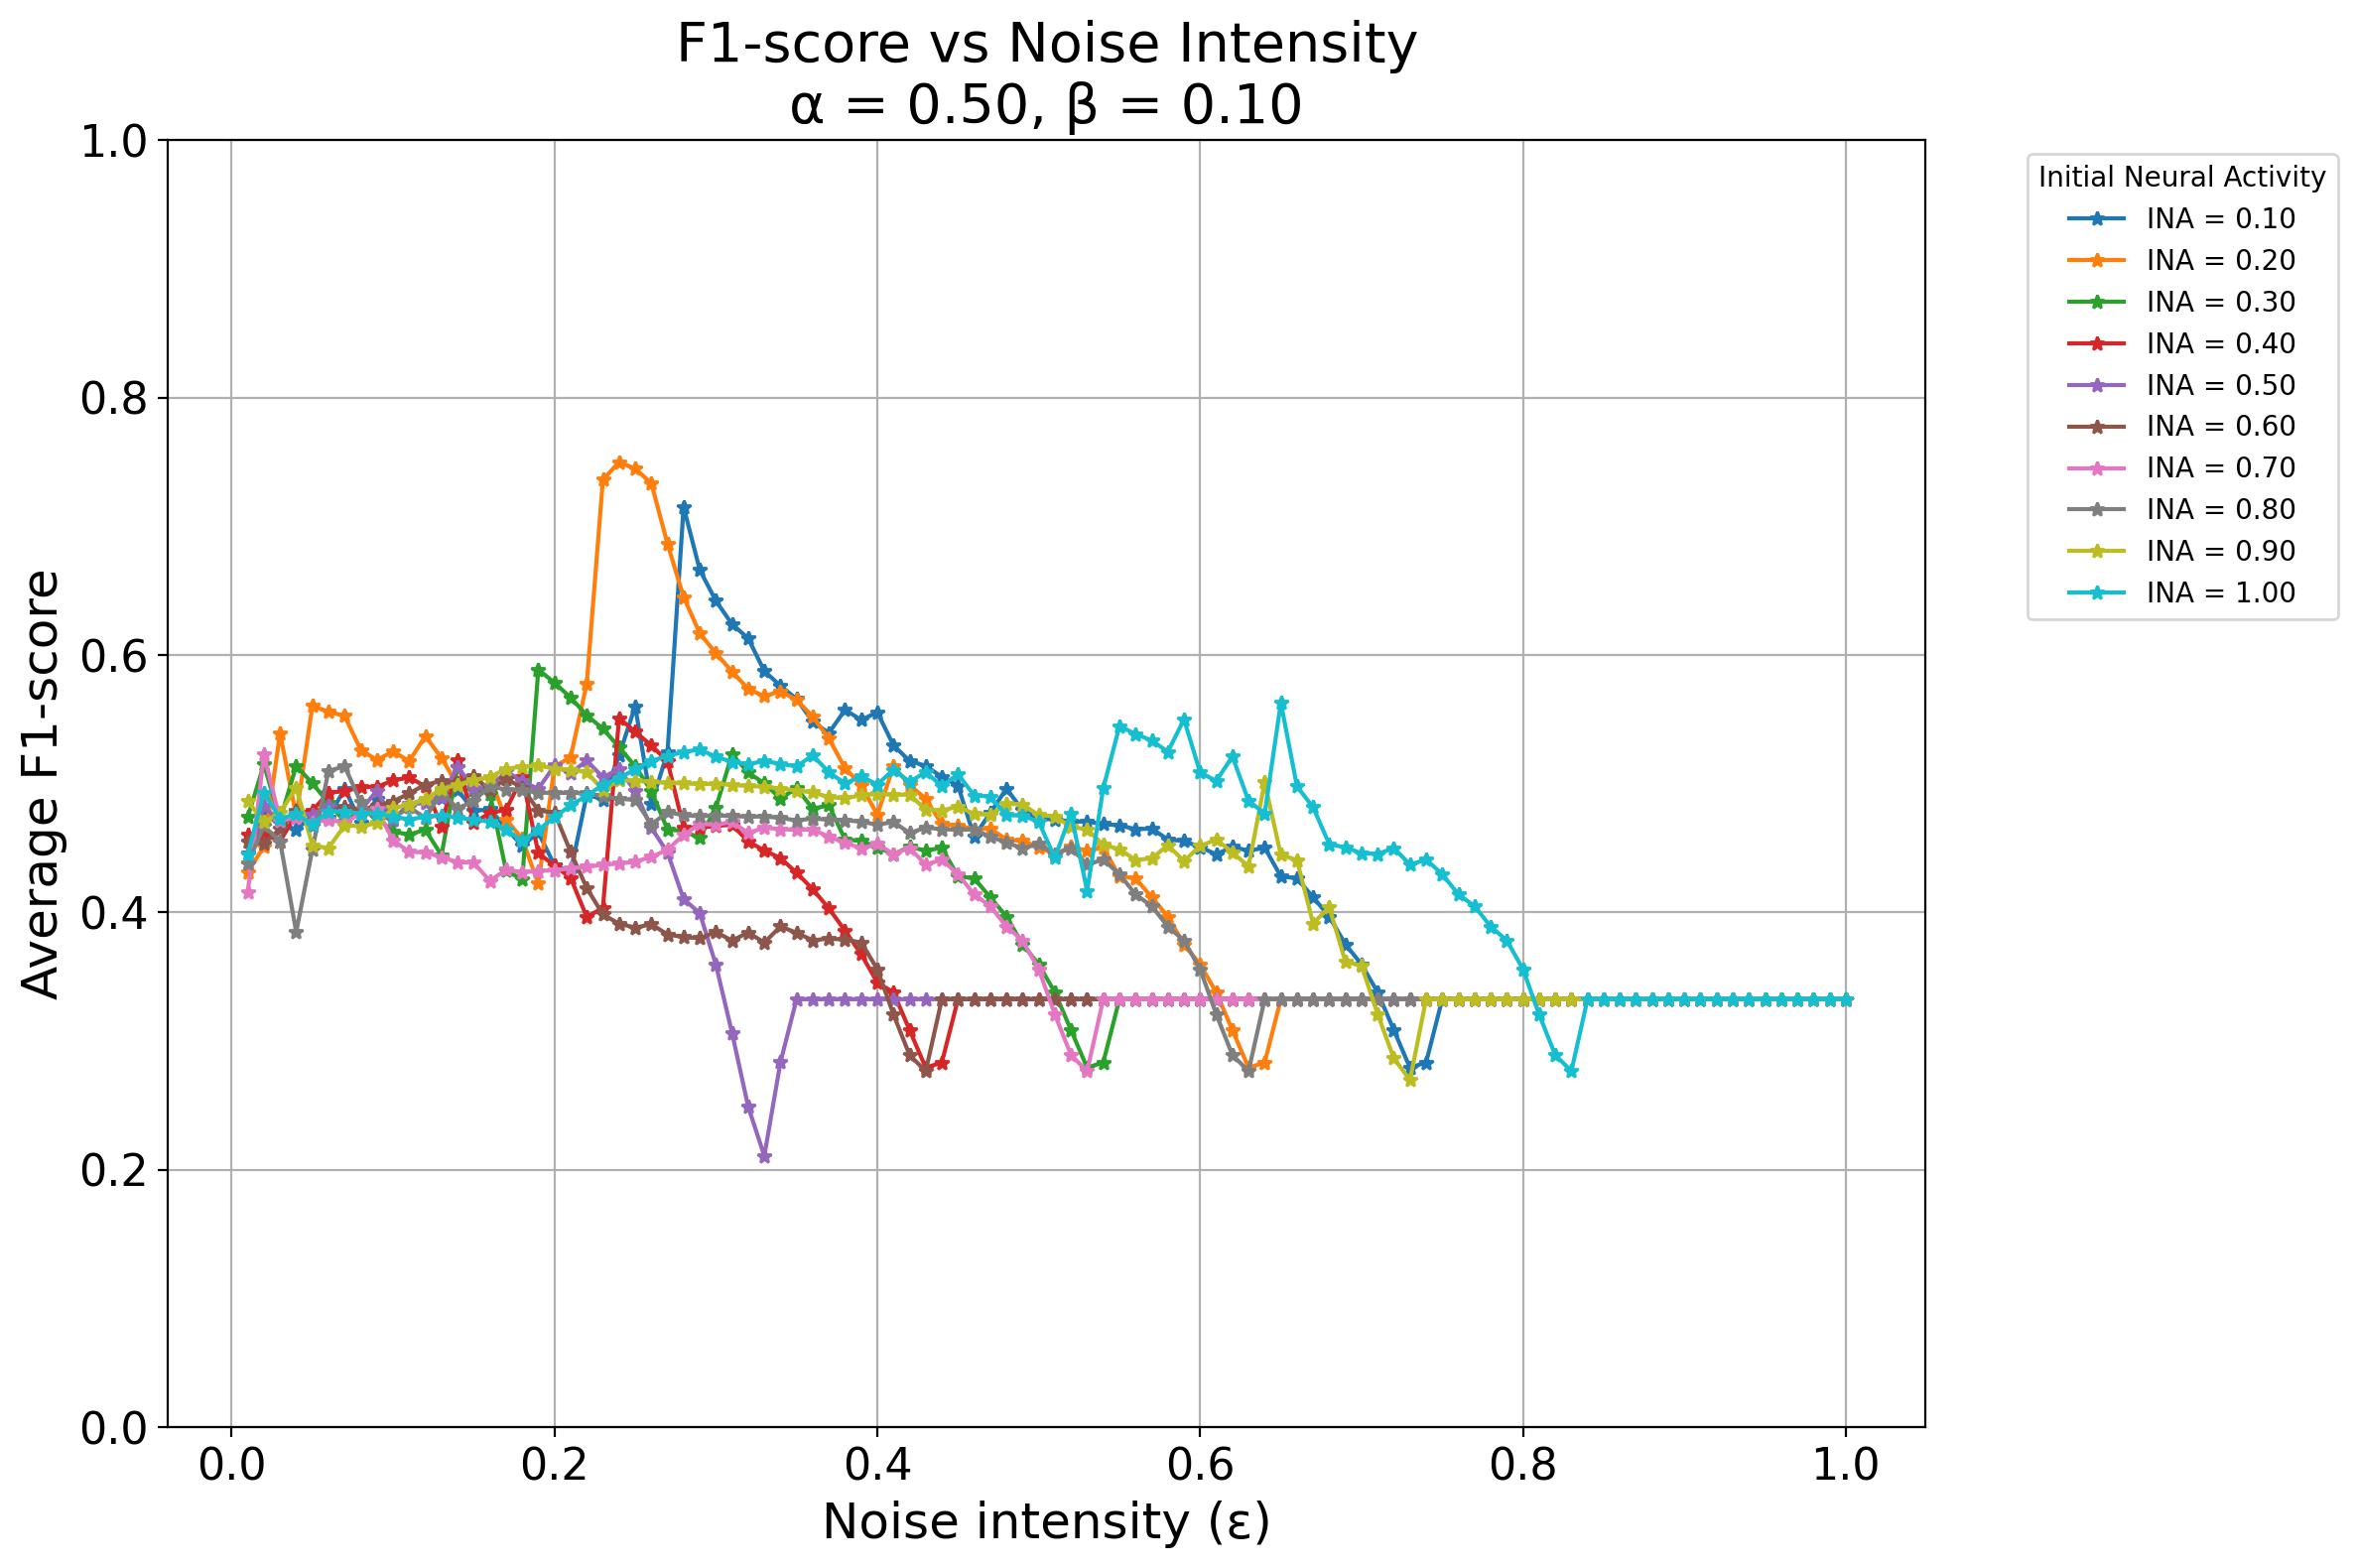 F1-score vs Noise Intensity
α = 0.50, β = 0.10
Average F1-score
1.0
0.8
0.6
0.4
0.2
0.0
0.0 0.2 0.4 0.6 0.8 1.0
Noise intensity (ε)
Initial Neural Activity
INA = 0.10
INA = 0.20
INA = 0.30
INA = 0.40
INA = 0.50
INA = 0.60
INA = 0.70
INA = 0.80
INA = 0.90
INA = 1.00